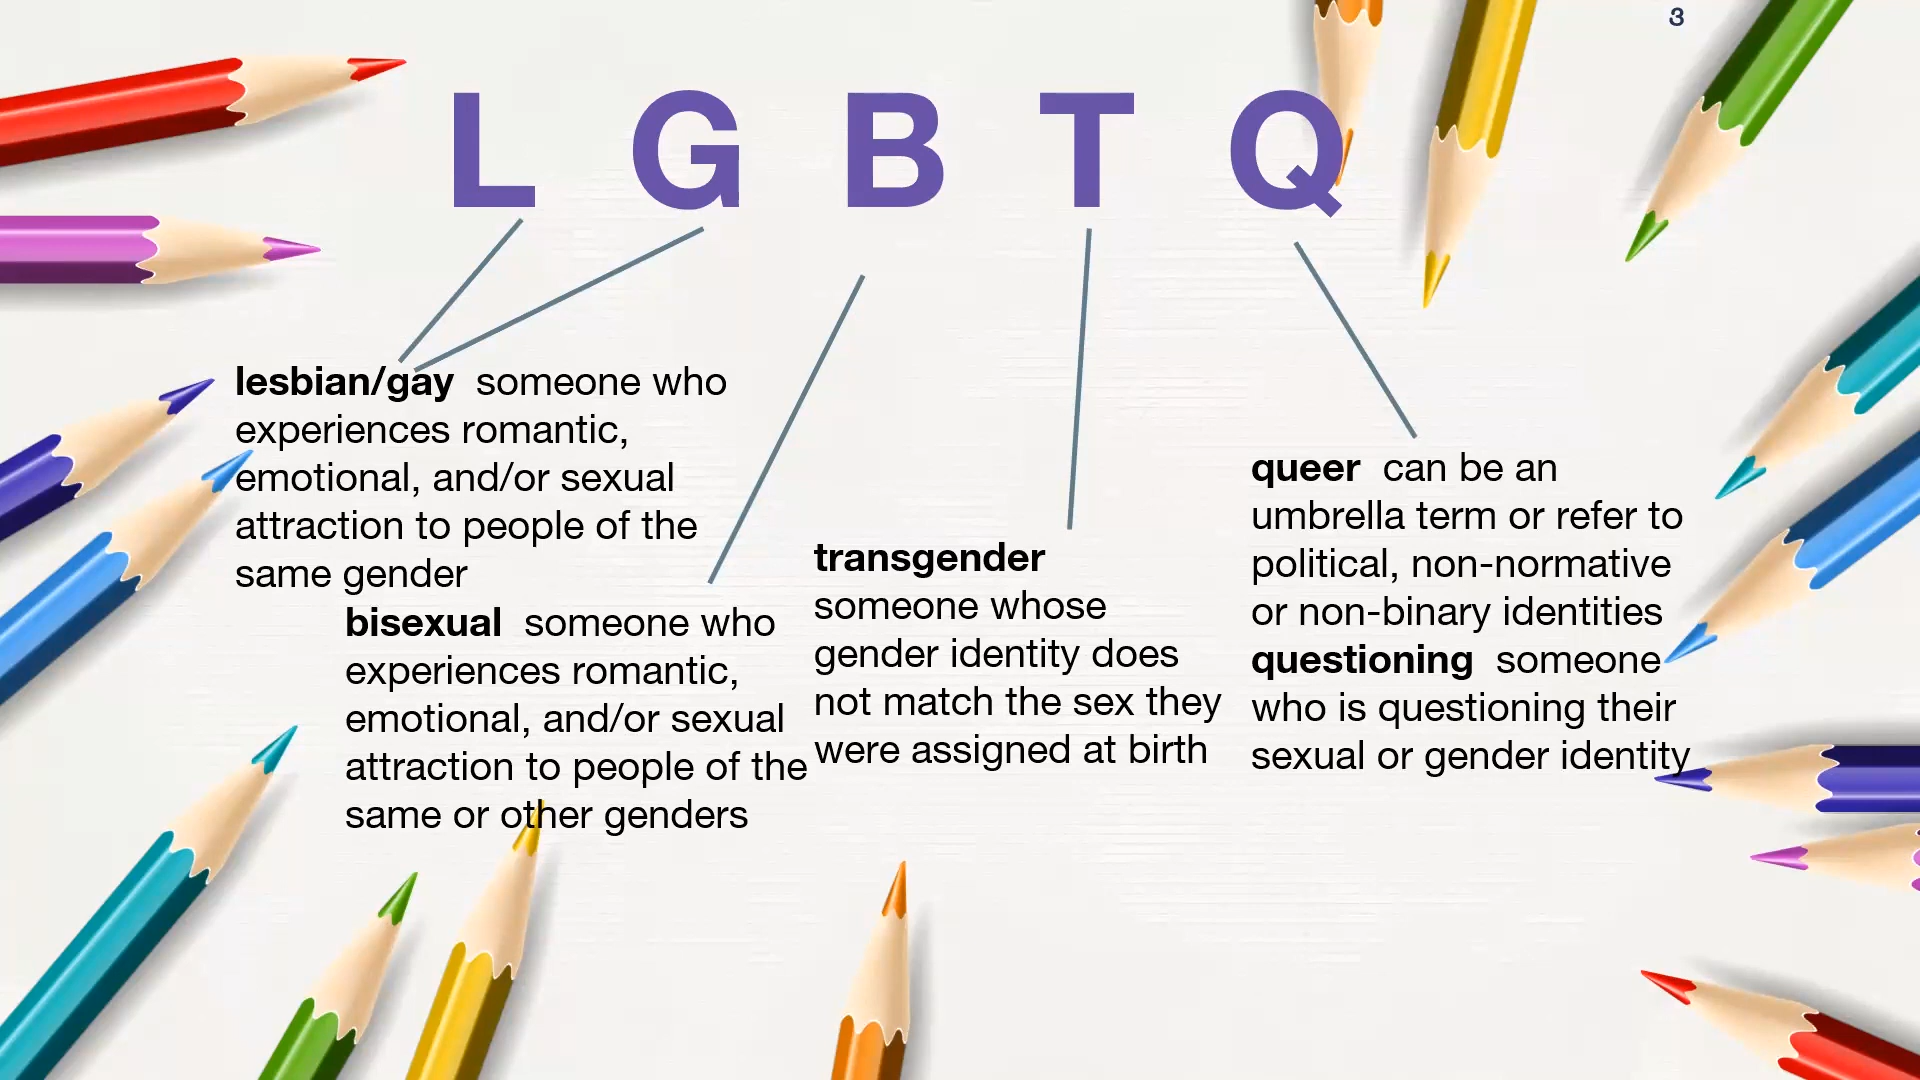 3
L G B T Q
lesbian/gay someone who
experiences romantic,
emotional, and/or sexual
attraction to people of the
same gender
bisexual someone who
experiences romantic,
emotional, and/or sexual
attraction to people of the
same or other genders
transgender
someone whose
gender identity does
not match the sex they
were assigned at birth
queer can be an
umbrella term or refer to
political, non-normative
or non-binary identities
questioning someone
who is questioning their
sexual or gender identity